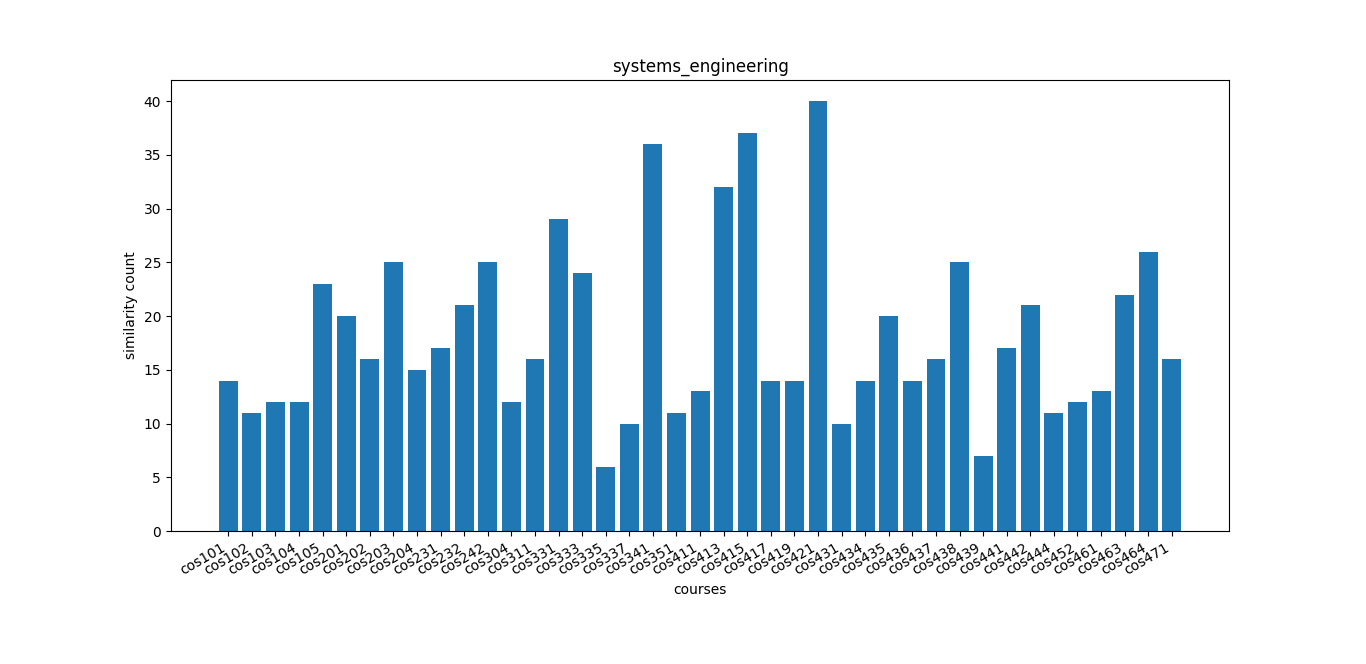 systems_engineering
40
35
30
25
20
15
10
5
0
similarity count
cos101
cos102
cos103
cos104
cos105
cos201
cos202
cos203
cos204
cos231
cos232
cos242
cos304
cos311
cos331
cos333
cos335
cos337
cos341
cos351
cos411
cos413
cos415
cos417
cos419
cos421
cos431
cos434
cos435
cos436
cos437
cos438
cos439
cos441
cos442
cos444
cos452
cos461
cos463
cos464
cos471
courses